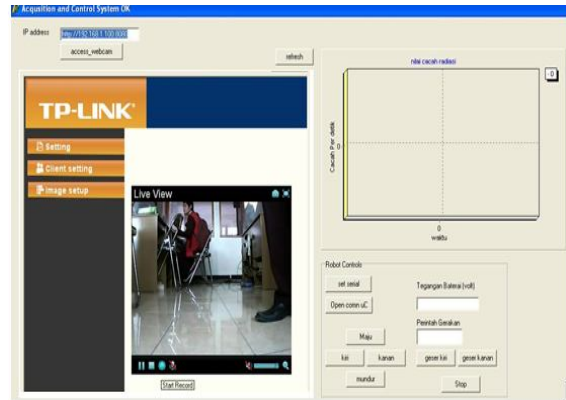 Acqusition and Control System OK
IP address
http://192.168.1.100:8080
access_webcam
refresh
TP-LINK
Setting
Client setting
Image setup
Live View
Start Record
nilai cacah radiasi
0
Cacah Per detik
0
0
waktu
Robot Controls
set serial
Tegangan Baterai (volt)
Open comm uC
Perintah Gerakan
Maju
kiri
kanan
geser kiri
geser kanan
mundur
Stop